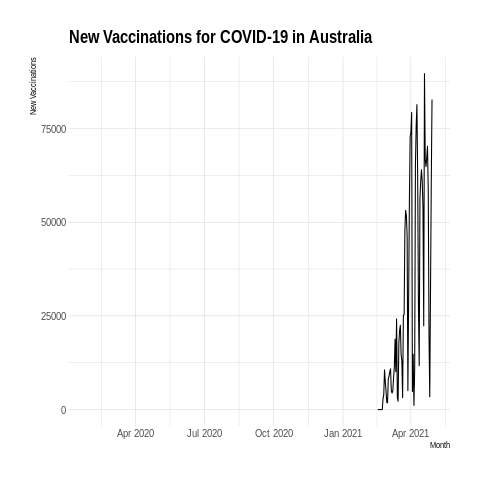 New Vaccinations for COVID-19 in Australia
New Vaccinations
75000
50000
25000
0
Apr 2020 Jul 2020 Oct 2020 Jan 2021 Apr 2021
Month